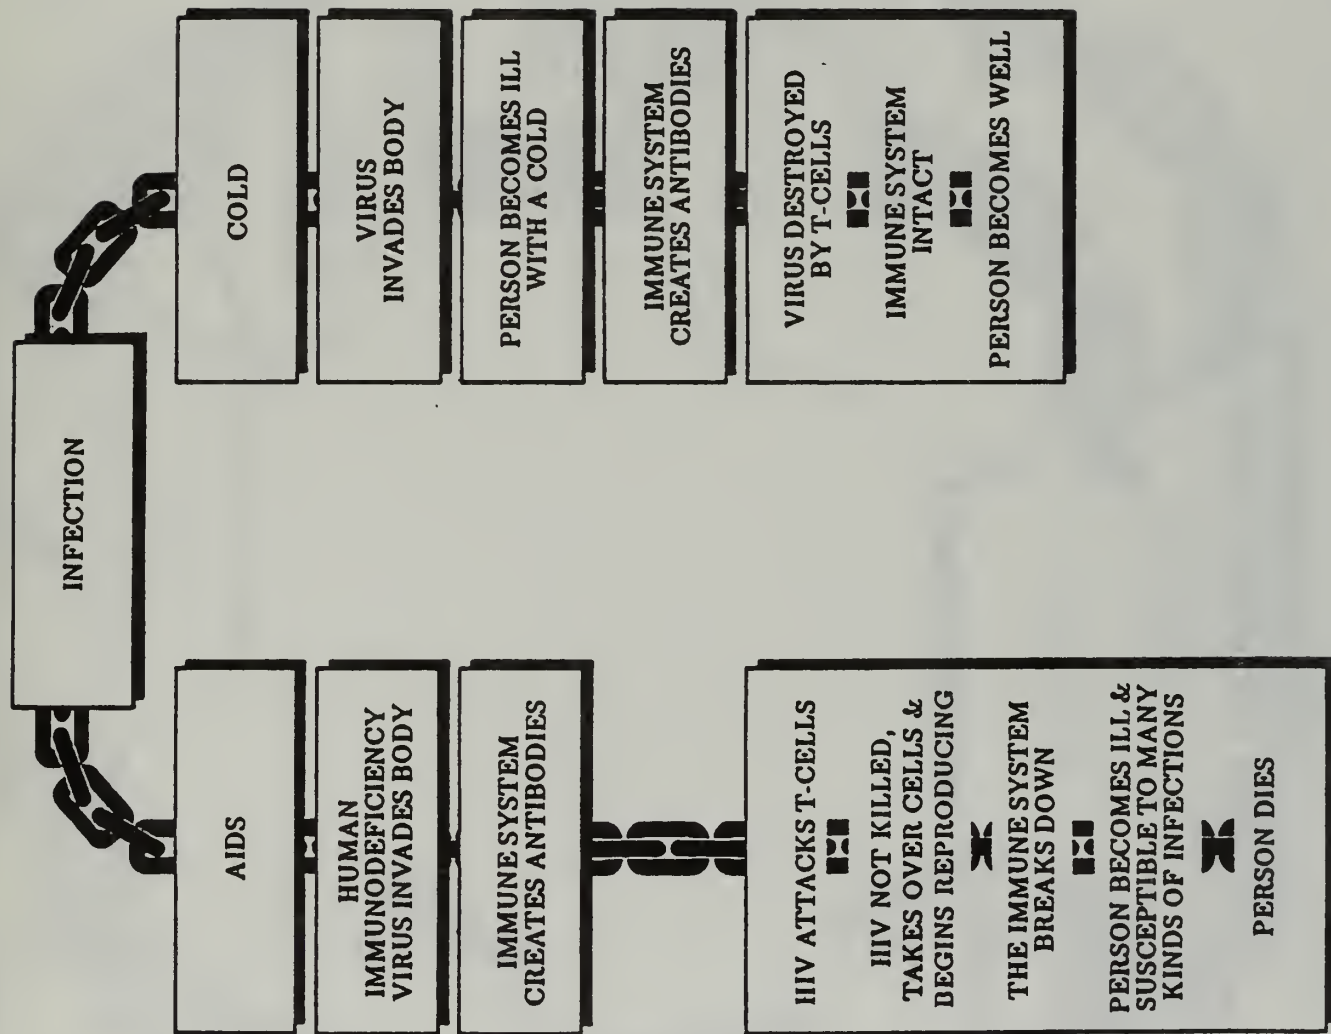 INFECTION
AIDS
HUMAN
IMMUNODEFICIENCY
VIRUS INVADES BODY
IMMUNE SYSTEM
CREATES ANTIBODIES
HIV ATTACKS T-CELLS
HIV NOT KILLED,
TAKES OVER CELLS &
BEGINS REPRODUCING
THE IMMUNE SYSTEM
BREAKS DOWN
PERSON BECOMES ILL &
SUSCEPTIBLE TO MANY
KINDS OF INFECTIONS
PERSON DIES
COLD
VIRUS
INVADES BODY
PERSON BECOMES ILL
WITH A COLD
IMMUNE SYSTEM
CREATES ANTIBODIES
VIRUS DESTROYED
BY T-CELLS
IMMUNE SYSTEM
INTACT
PERSON BECOMES WELL